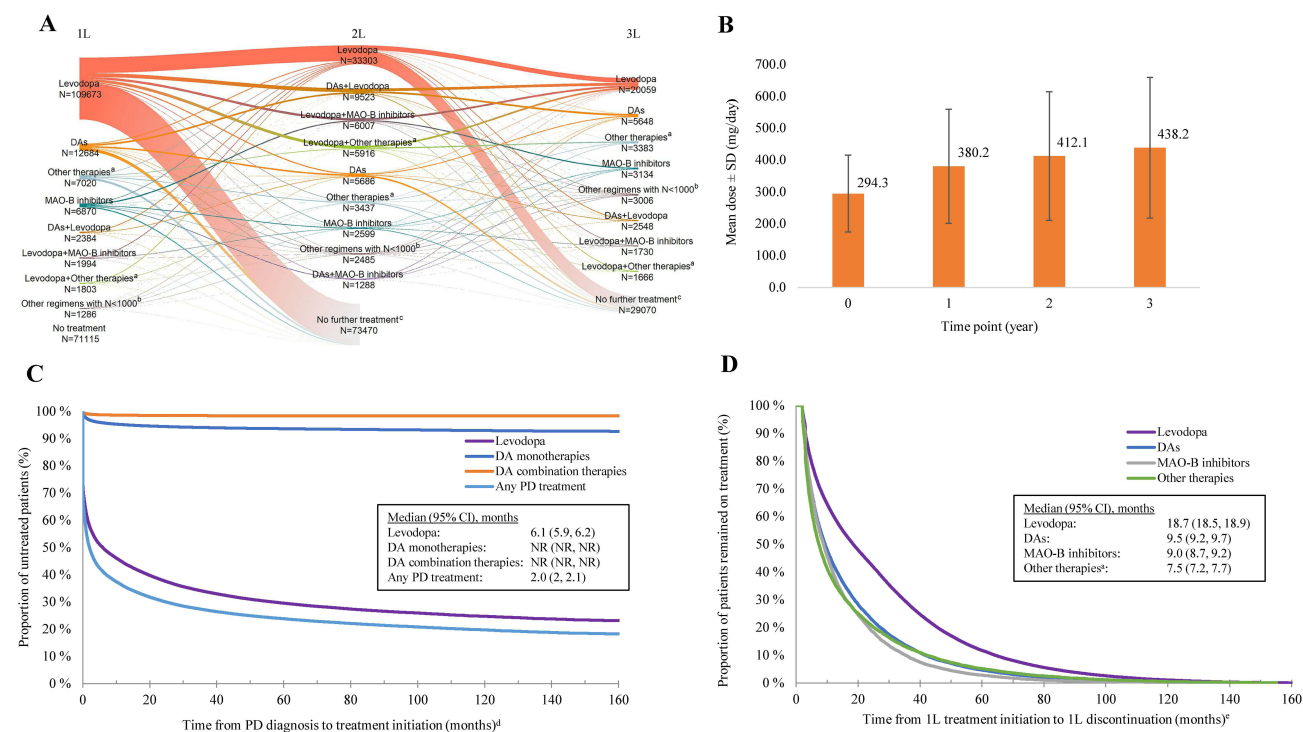 A
1L
2L
3L
Levodopa
N=109673
DAs
N=12684
Other therapiesᵃ
N=7020
MAO-B inhibitors
N=6870
DAs+Levodopa
N=2384
Levodopa+MAO-B inhibitors
N=1994
Levodopa+Other therapiesᵃ
N=1803
Other regimens with N<1000ᵇ
N=1286
No treatment
N=71115
Levodopa
N=33303
DAs+Levodopa
N=9523
Levodopa+MAO-B inhibitors
N=6007
Levodopa+Other therapiesᵃ
N=5916
DAs
N=5686
Other therapiesᵃ
N=3437
MAO-B inhibitors
N=2599
Other regimens with N<1000ᵇ
N=2485
DAs+MAO-B inhibitors
N=1288
No further treatmentᶜ
N=73470
Levodopa
N=20059
DAs
N=5648
Other therapiesᵃ
N=3383
MAO-B inhibitors
N=3134
Other regimens with N<1000ᵇ
N=3006
DAs+Levodopa
N=2548
Levodopa+MAO-B inhibitors
N=1730
Levodopa+Other therapiesᵃ
N=1666
No further treatmentᶜ
N=29070
B
Mean dose ± SD (mg/day)
700.0
600.0
500.0
400.0
300.0
200.0
100.0
0.0
294.3
380.2
412.1
438.2
0 1 2 3
Time point (year)
C
Proportion of untreated patients (%)
100 %
90 %
80 %
70 %
60 %
50 %
40 %
30 %
20 %
10 %
0 %
Levodopa
DA monotherapies
DA combination therapies
Any PD treatment
Median (95% CI), months
Levodopa: 6.1 (5.9, 6.2)
DA monotherapies: NR (NR, NR)
DA combination therapies: NR (NR, NR)
Any PD treatment: 2.0 (2, 2.1)
0 20 40 60 80 100 120 140 160
Time from PD diagnosis to treatment initiation (months)ᵈ
D
Proportion of patients remained on treatment (%)
100 %
90 %
80 %
70 %
60 %
50 %
40 %
30 %
20 %
10 %
0 %
Levodopa
DAs
MAO-B inhibitors
Other therapies
Median (95% CI), months
Levodopa: 18.7 (18.5, 18.9)
DAs: 9.5 (9.2, 9.7)
MAO-B inhibitors: 9.0 (8.7, 9.2)
Other therapiesᵃ: 7.5 (7.2, 7.7)
0 20 40 60 80 100 120 140 160
Time from 1L treatment initiation to 1L discontinuation (months)ᵉ